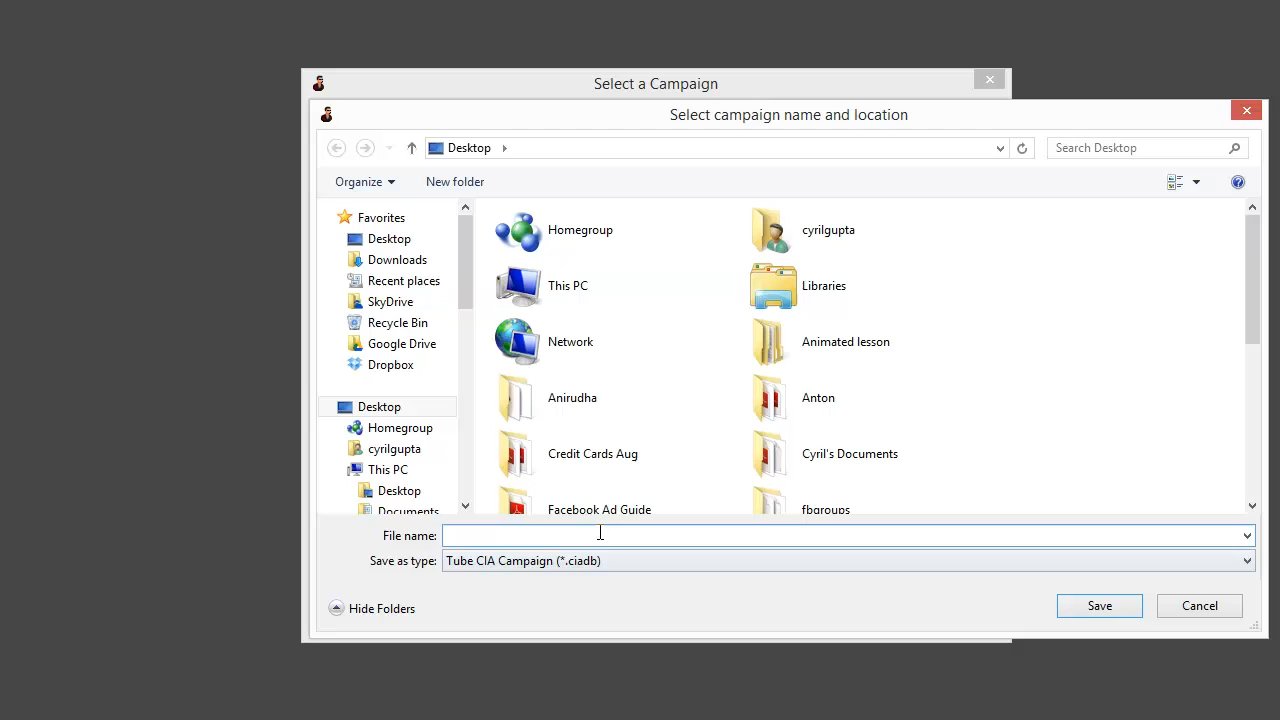 Select a Campaign
Select campaign name and location
Desktop
Search Desktop
Organize
New folder
Favorites
Desktop
Downloads
Recent places
SkyDrive
Recycle Bin
Google Drive
Dropbox
Desktop
Homegroup
cyrilgupta
This PC
Desktop
Documents
Homegroup
cyrilgupta
This PC
Libraries
Network
Animated lesson
Anirudha
Anton
Credit Cards Aug
Cyril's Documents
Facebook Ad Guide
fbgroups
File name:
Save as type: Tube CIA Campaign (*.ciadb)
Hide Folders
Save
Cancel